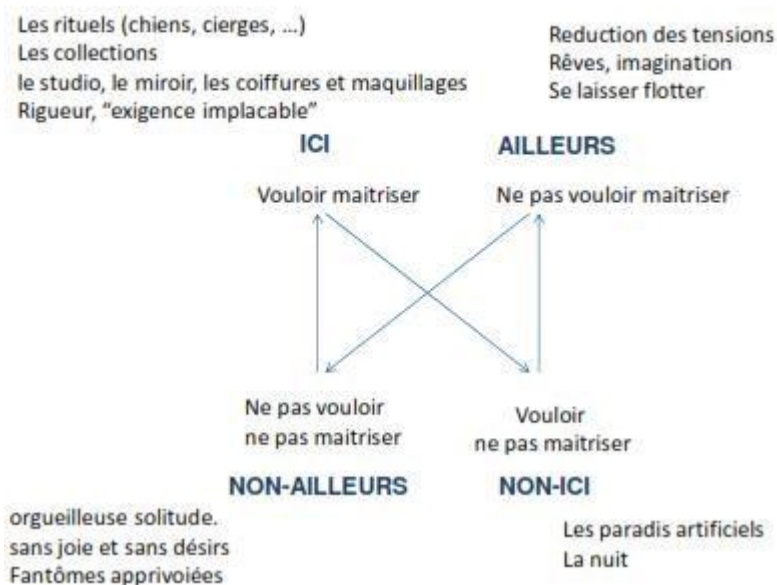 Les rituels (chiens, cierges, ...)
Les collections
le studio, le miroir, les coiffures et maquillages
Rigueur, “exigence implacable”
Reduction des tensions
Rêves, imagination
Se laisser flotter
ICI
AILLEURS
Vouloir maitriser
Ne pas vouloir maitriser
Ne pas vouloir
ne pas maitriser
Vouloir
ne pas maitriser
NON-AILLEURS
NON-ICI
orgueilleuse solitude.
sans joie et sans désirs
Fantômes apprivoiées
Les paradis artificiels
La nuit